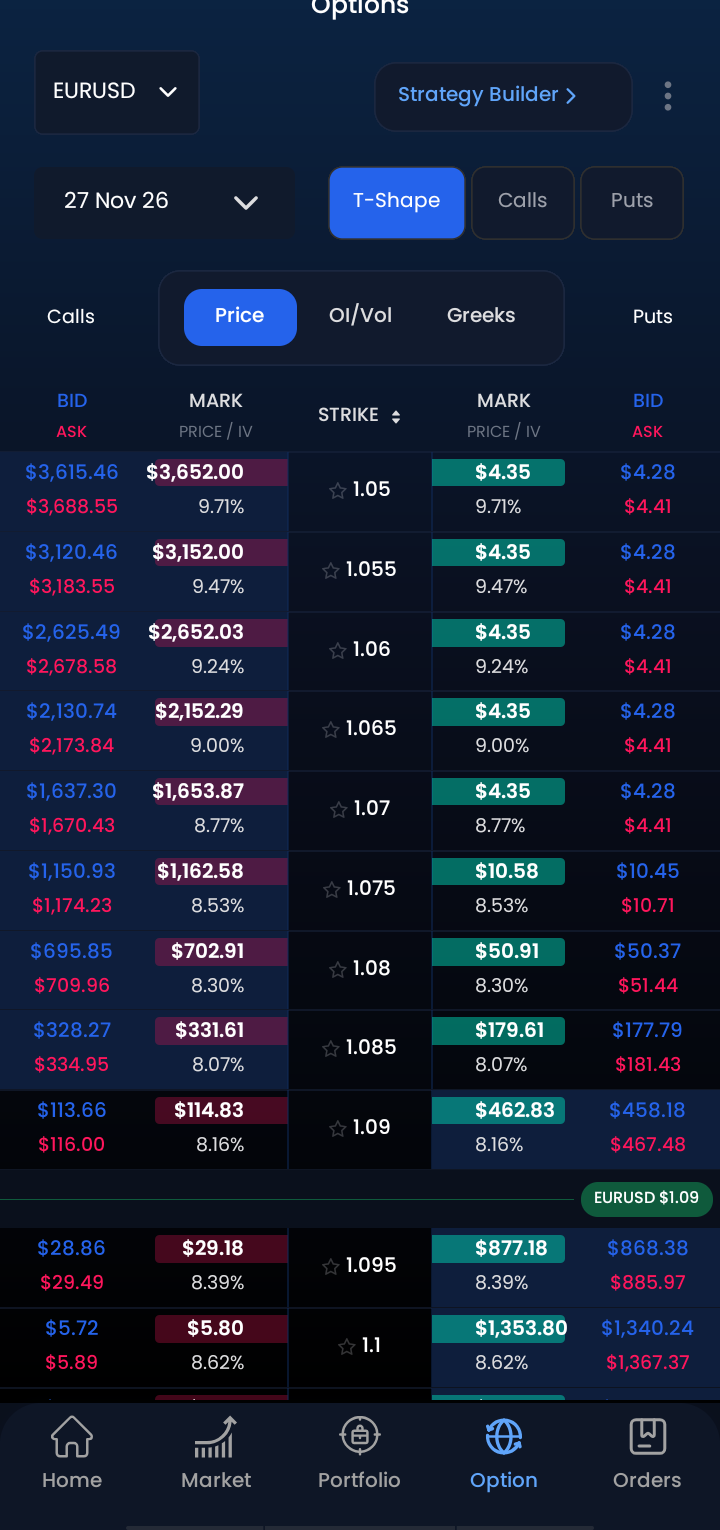 Options
EURUSD
Strategy Builder >
27 Nov 26
T-Shape Calls Puts
Calls Price OI/Vol Greeks Puts
BID MARK STRIKE MARK BID
ASK PRICE / IV PRICE / IV ASK
$3,615.46 $3,652.00 1.05 $4.35 $4.28
$3,688.55 9.71% 9.71% $4.41
$3,120.46 $3,152.00 1.055 $4.35 $4.28
$3,183.55 9.47% 9.47% $4.41
$2,625.49 $2,652.03 1.06 $4.35 $4.28
$2,678.58 9.24% 9.24% $4.41
$2,130.74 $2,152.29 1.065 $4.35 $4.28
$2,173.84 9.00% 9.00% $4.41
$1,637.30 $1,653.87 1.07 $4.35 $4.28
$1,670.43 8.77% 8.77% $4.41
$1,150.93 $1,162.58 1.075 $10.58 $10.45
$1,174.23 8.53% 8.53% $10.71
$695.85 $702.91 1.08 $50.91 $50.37
$709.96 8.30% 8.30% $51.44
$328.27 $331.61 1.085 $179.61 $177.79
$334.95 8.07% 8.07% $181.43
$113.66 $114.83 1.09 $462.83 $458.18
$116.00 8.16% 8.16% $467.48
EURUSD $1.09
$28.86 $29.18 1.095 $877.18 $868.38
$29.49 8.39% 8.39% $885.97
$5.72 $5.80 1.1 $1,353.80 $1,340.24
$5.89 8.62% 8.62% $1,367.37
Home Market Portfolio Option Orders